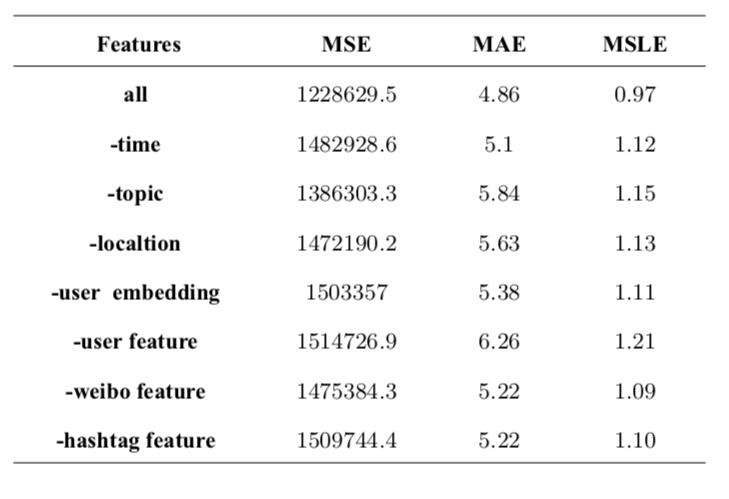 Features MSE MAE MSLE
all 1228629.5 4.86 0.97
-time 1482928.6 5.1 1.12
-topic 1386303.3 5.84 1.15
-localtion 1472190.2 5.63 1.13
-user embedding 1503357 5.38 1.11
-user feature 1514726.9 6.26 1.21
-weibo feature 1475384.3 5.22 1.09
-hashtag feature 1509744.4 5.22 1.10